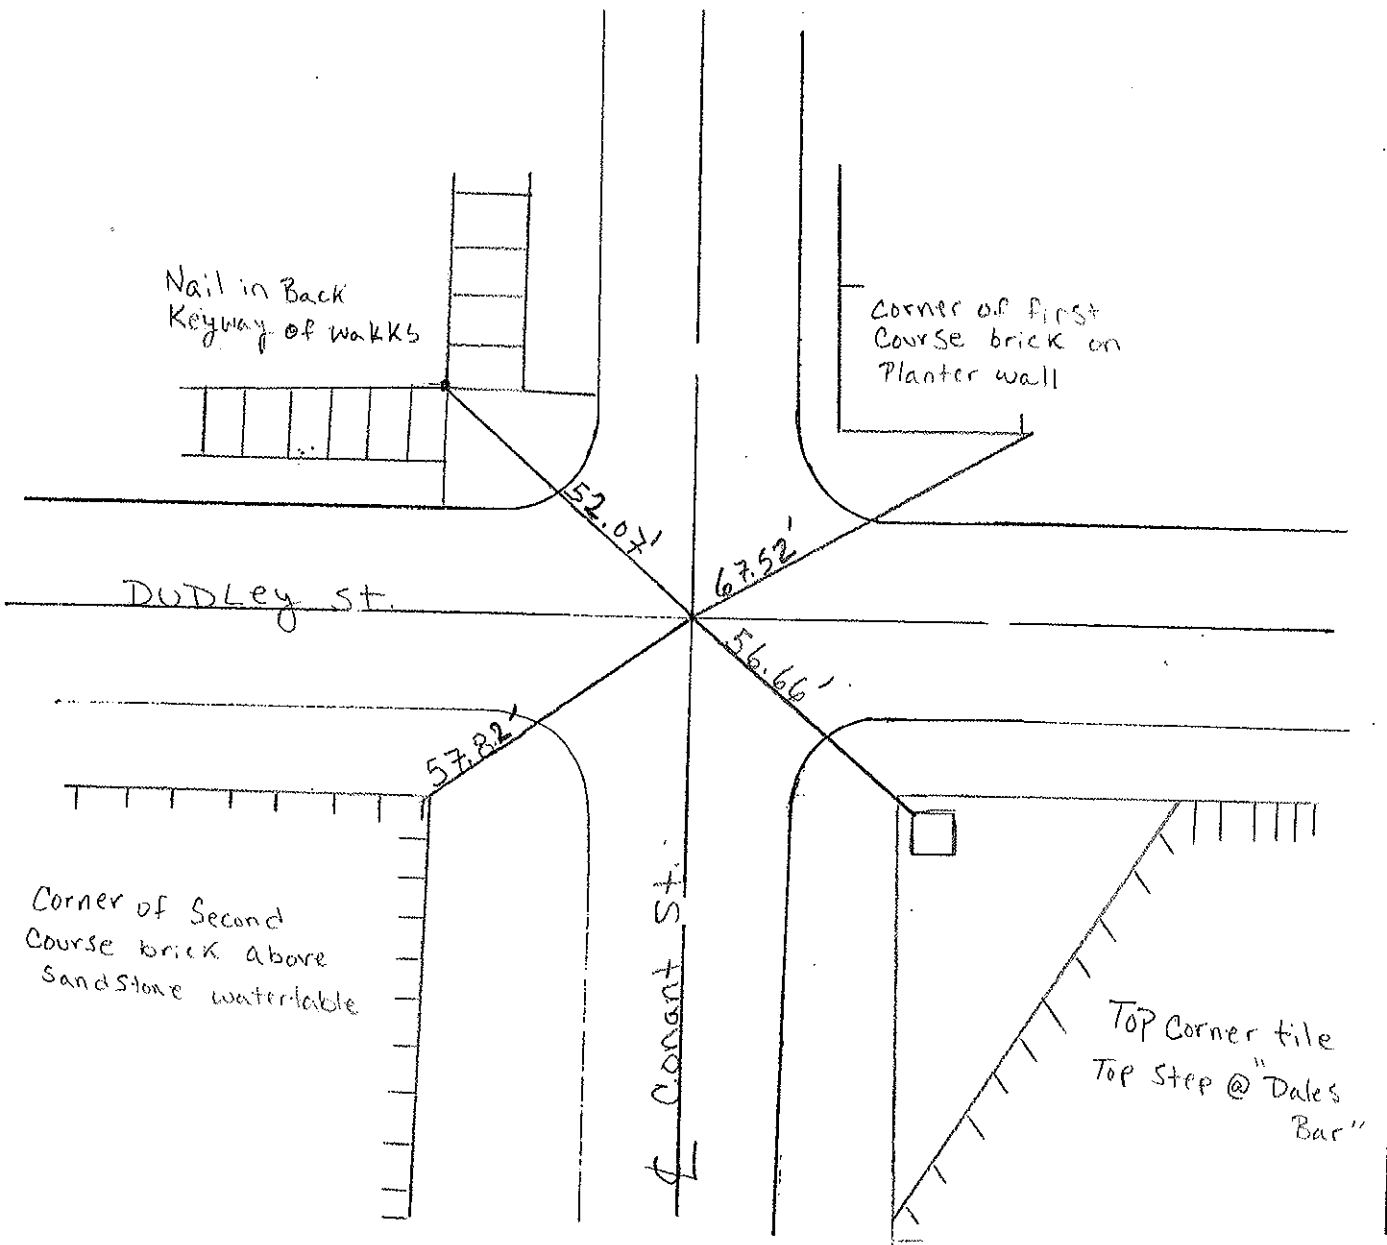 Nail in Back
Keyway of wakks
Corner of first
Course brick on
Planter wall
52.07'
67.52'
DUDLey St.
56.66'
57.82'
Corner of Second
Course brick above
Sandstone watertable
℄ Conant St.
Top Corner tile
Top Step @ "Dales
Bar"